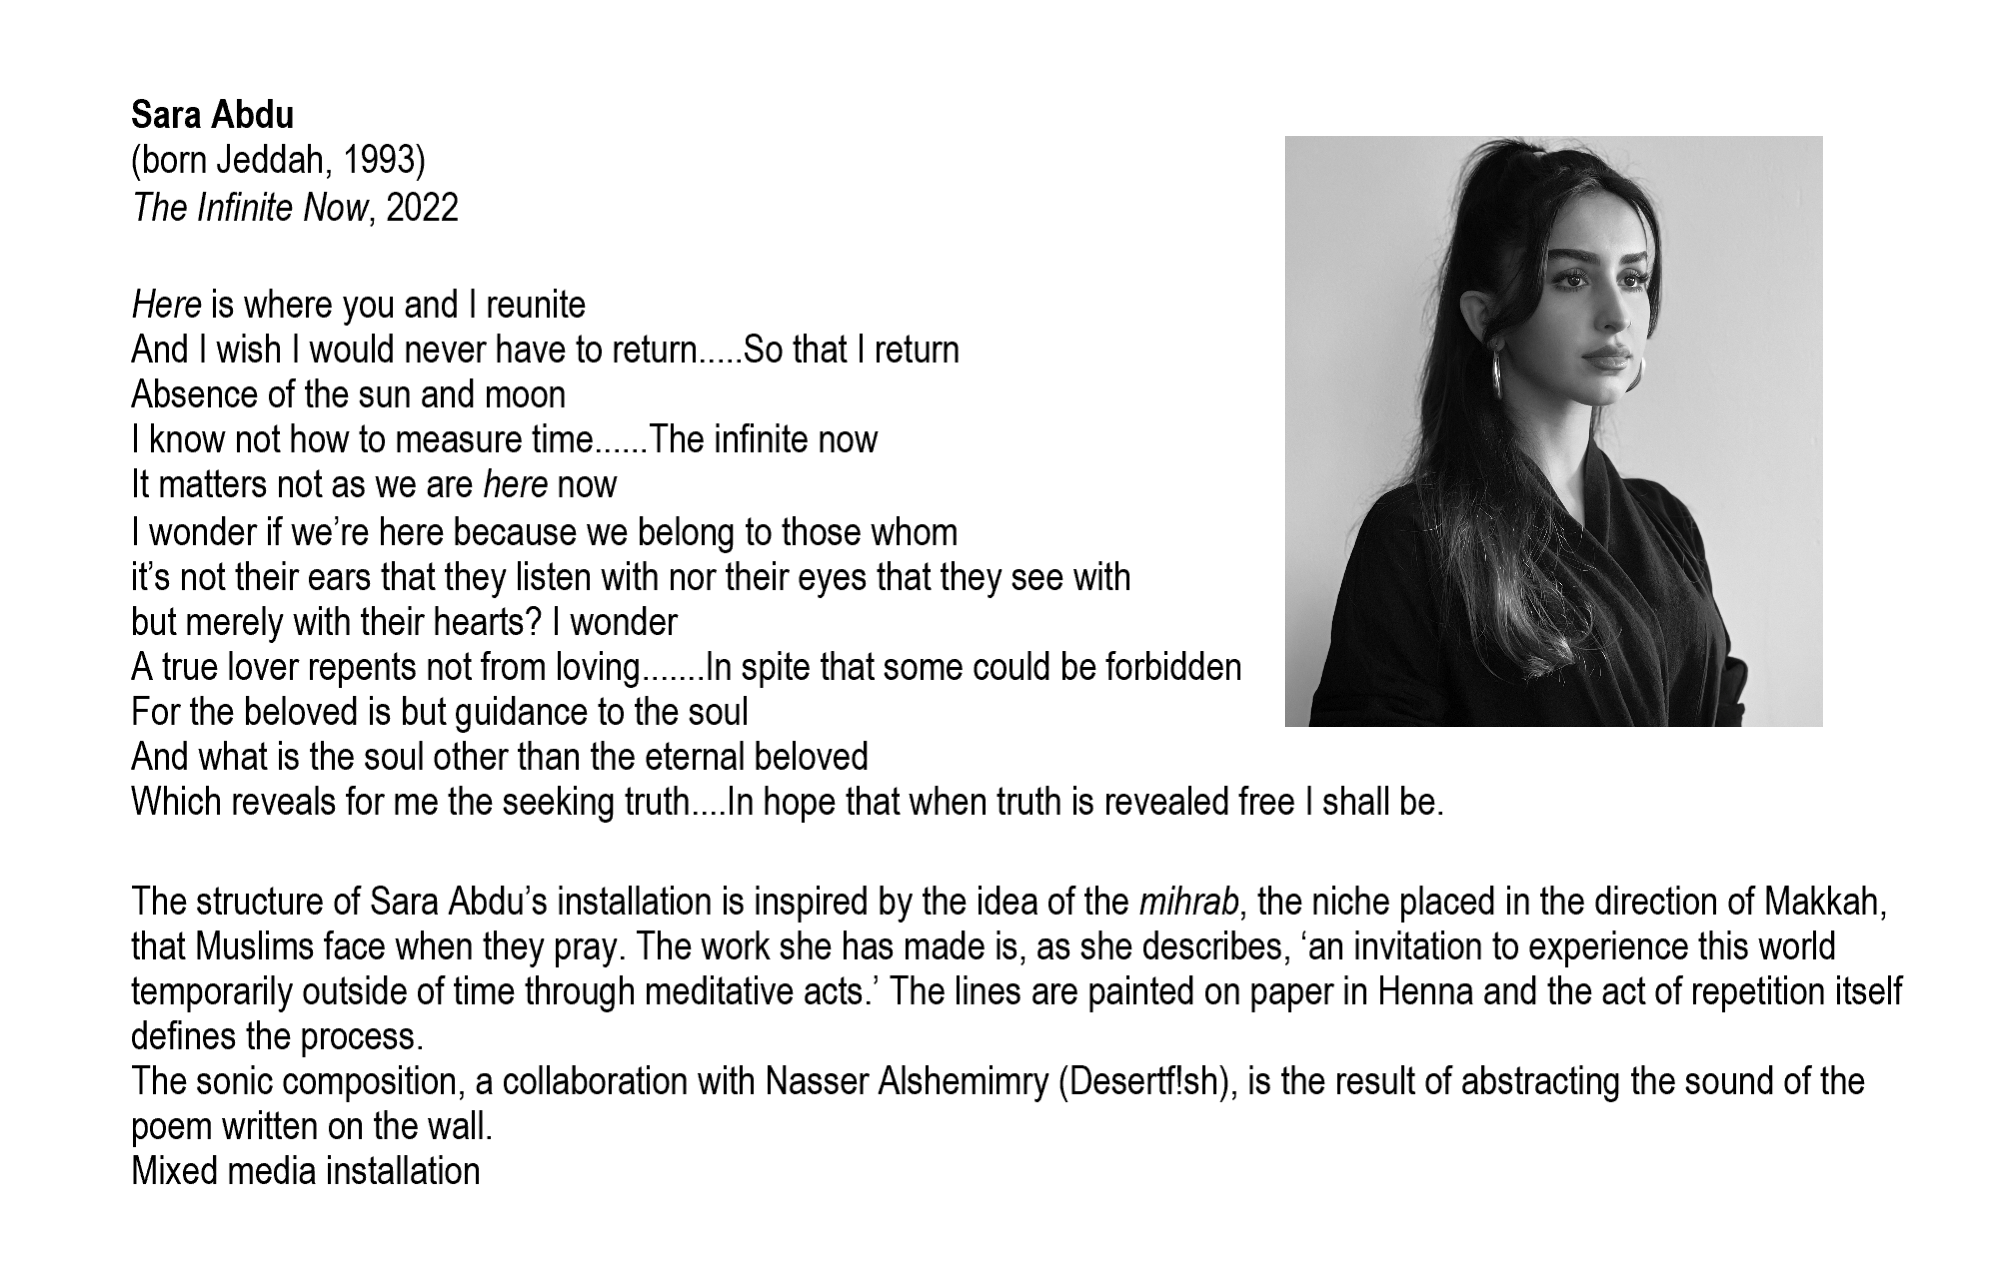 Sara Abdu
(born Jeddah, 1993)
The Infinite Now, 2022
Here is where you and I reunite
And I wish I would never have to return.....So that I return
Absence of the sun and moon
I know not how to measure time......The infinite now
It matters not as we are here now
I wonder if we’re here because we belong to those whom
it’s not their ears that they listen with nor their eyes that they see with
but merely with their hearts? I wonder
A true lover repents not from loving.......In spite that some could be forbidden
For the beloved is but guidance to the soul
And what is the soul other than the eternal beloved
Which reveals for me the seeking truth....In hope that when truth is revealed free I shall be.
The structure of Sara Abdu’s installation is inspired by the idea of the mihrab, the niche placed in the direction of Makkah,
that Muslims face when they pray. The work she has made is, as she describes, ‘an invitation to experience this world
temporarily outside of time through meditative acts.’ The lines are painted on paper in Henna and the act of repetition itself
defines the process.
The sonic composition, a collaboration with Nasser Alshemimry (Desertf!sh), is the result of abstracting the sound of the
poem written on the wall.
Mixed media installation